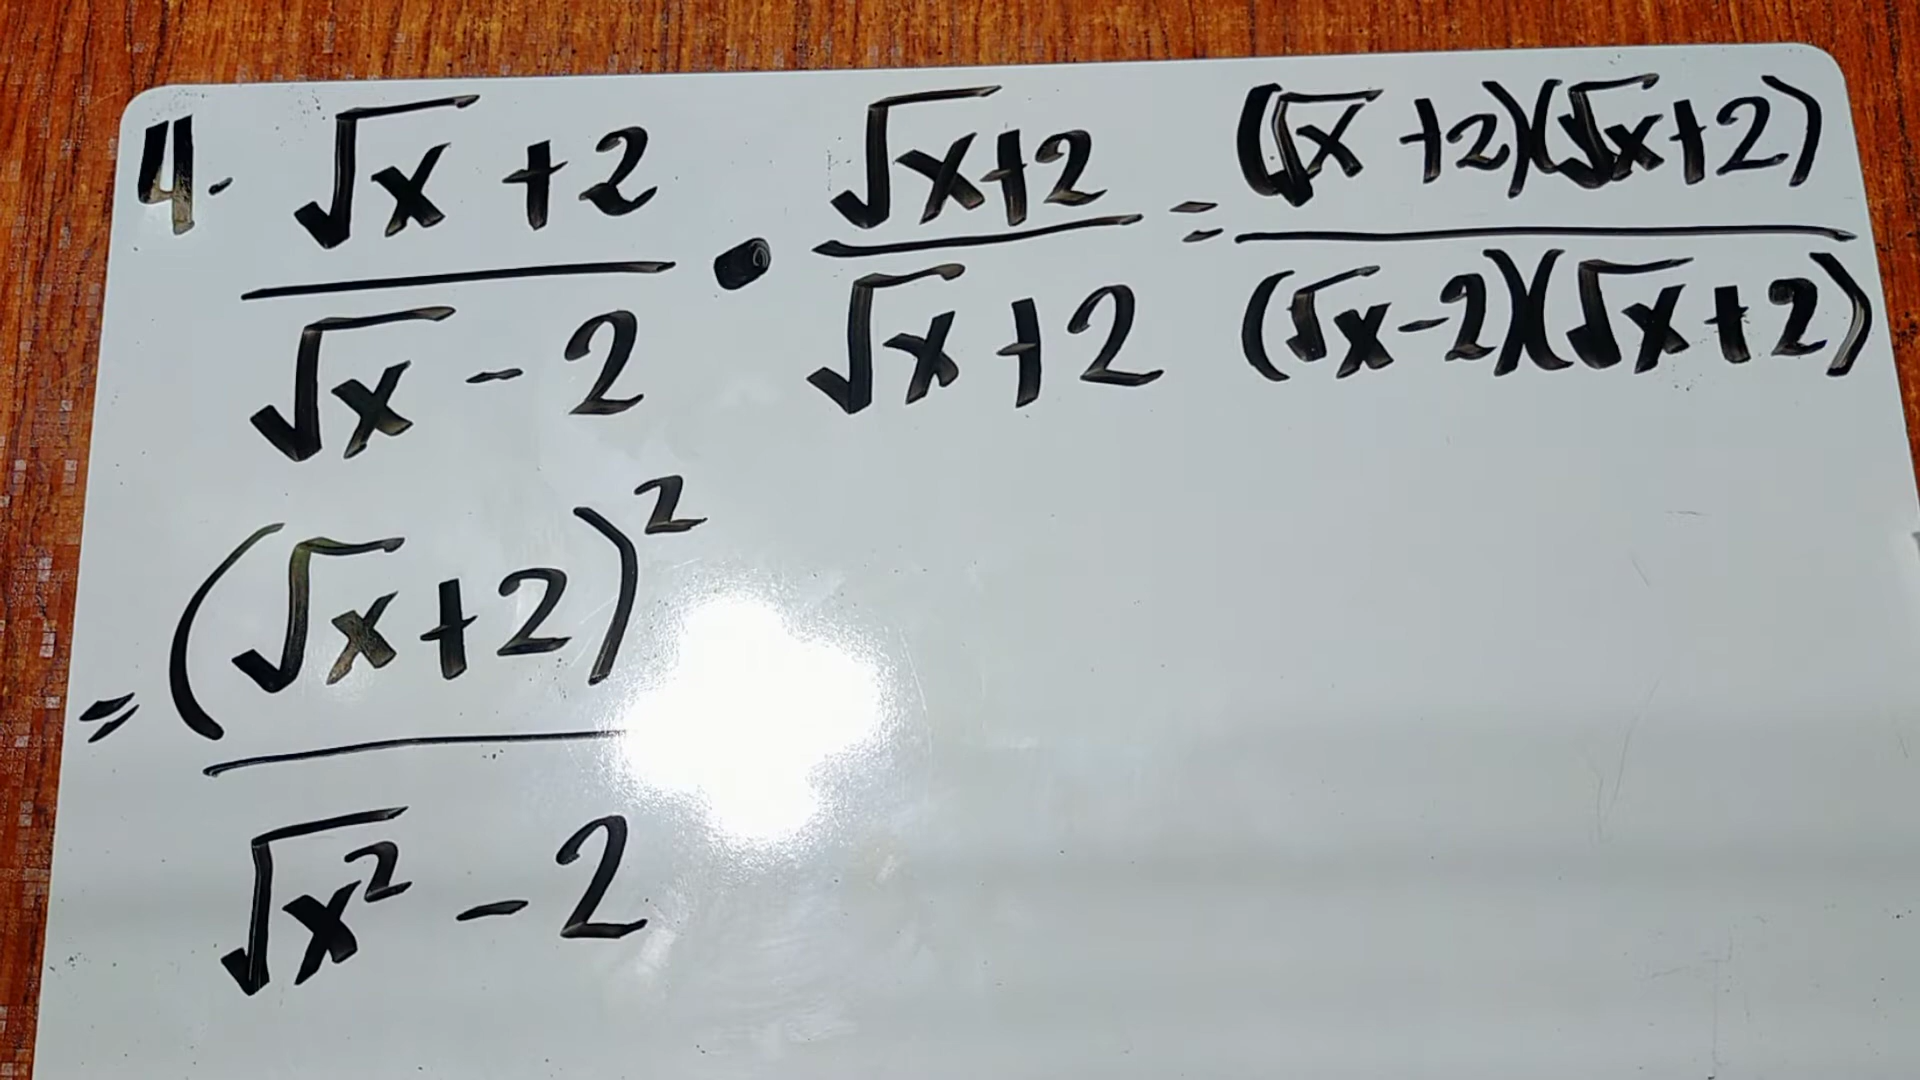 4. (√x + 2)/(√x - 2) • (√x+2)/(√x+2) = ((√x +2)(√x+2))/((√x-2)(√x+2))
= (√x+2)²/(√x² - 2)